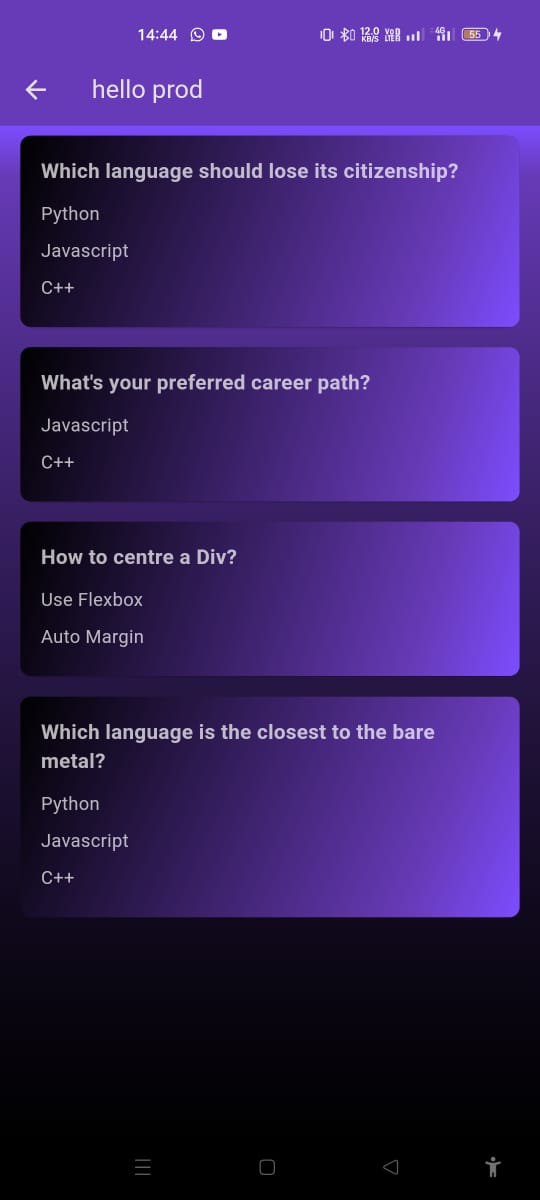 14:44
12.0
KB/S
4G
55
hello prod
Which language should lose its citizenship?
Python
Javascript
C++
What's your preferred career path?
Javascript
C++
How to centre a Div?
Use Flexbox
Auto Margin
Which language is the closest to the bare
metal?
Python
Javascript
C++